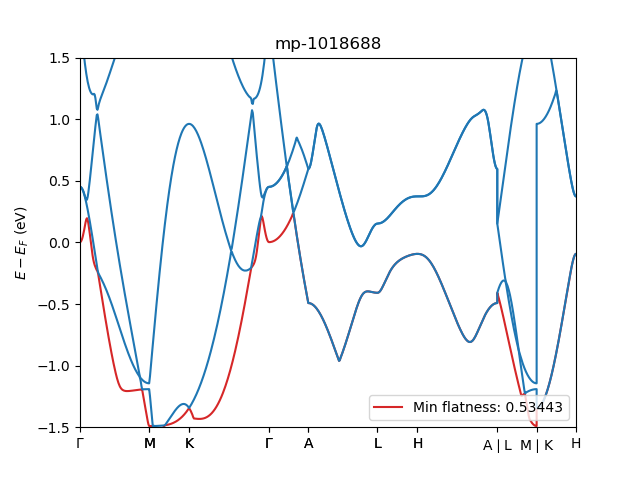 mp-1018688
E − E_F (eV)
1.5
1.0
0.5
0.0
−0.5
−1.0
−1.5
Min flatness: 0.53443
Γ M K Γ A L H A | L M | K H